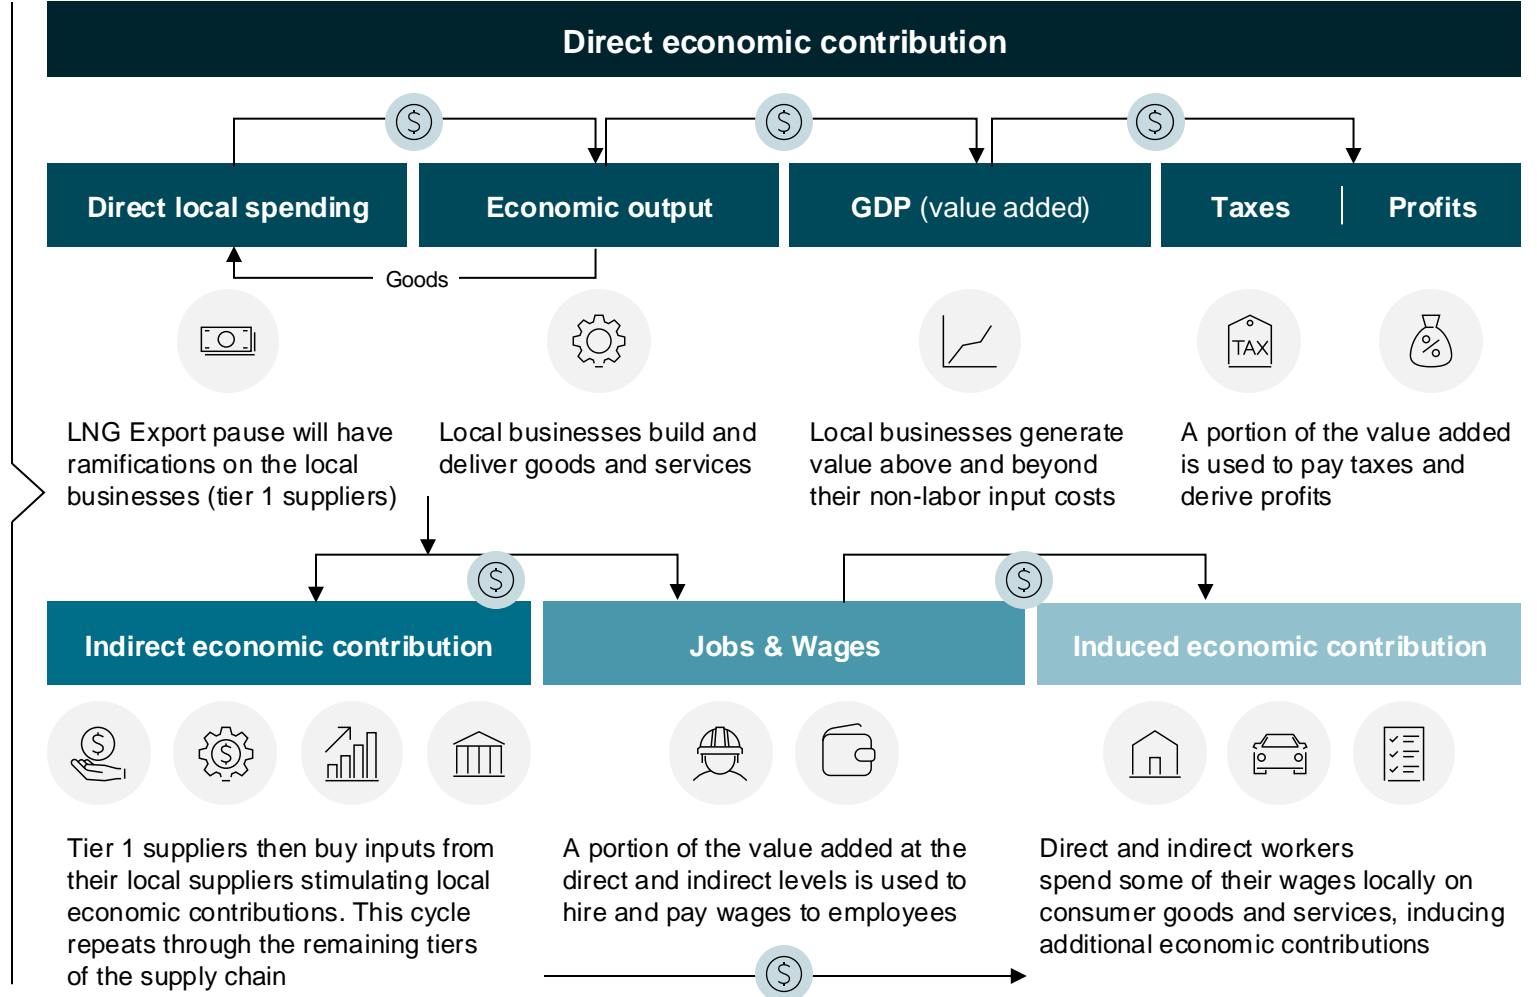 Direct economic contribution
Direct local spending
Economic output
GDP (value added)
Taxes
Profits
Goods
TAX
LNG Export pause will have
ramifications on the local
businesses (tier 1 suppliers)
Local businesses build and
deliver goods and services
Local businesses generate
value above and beyond
their non-labor input costs
A portion of the value added
is used to pay taxes and
derive profits
Indirect economic contribution
Jobs & Wages
Induced economic contribution
Tier 1 suppliers then buy inputs from
their local suppliers stimulating local
economic contributions. This cycle
repeats through the remaining tiers
of the supply chain
A portion of the value added at the
direct and indirect levels is used to
hire and pay wages to employees
Direct and indirect workers
spend some of their wages locally on
consumer goods and services, inducing
additional economic contributions